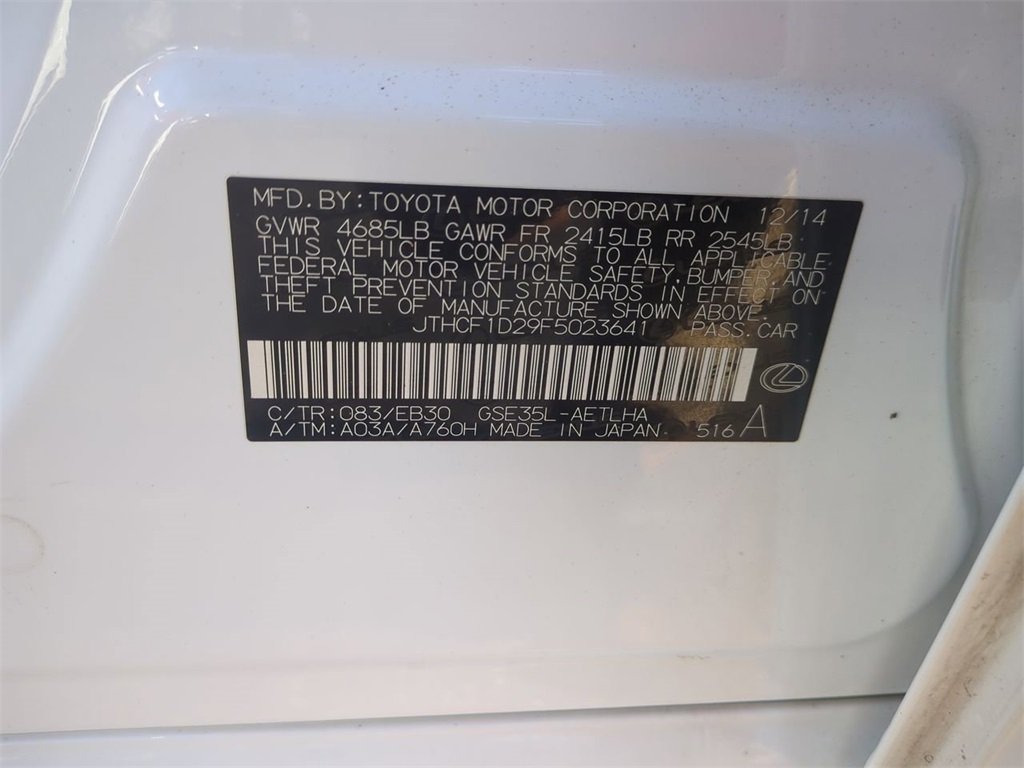 MFD. BY: TOYOTA MOTOR CORPORATION 12/14
GVWR 4685LB GAWR FR 2415LB RR 2545LB
THIS VEHICLE CONFORMS TO ALL APPLICABLE
FEDERAL MOTOR VEHICLE SAFETY, BUMPER, AND
THEFT PREVENTION STANDARDS IN EFFECT ON
THE DATE OF MANUFACTURE SHOWN ABOVE.
JTHCF1D29F5023641 PASS. CAR
C/TR: 083/EB30 GSE35L-AETLHA
A/TM: A03A/A760H MADE IN JAPAN 516 A